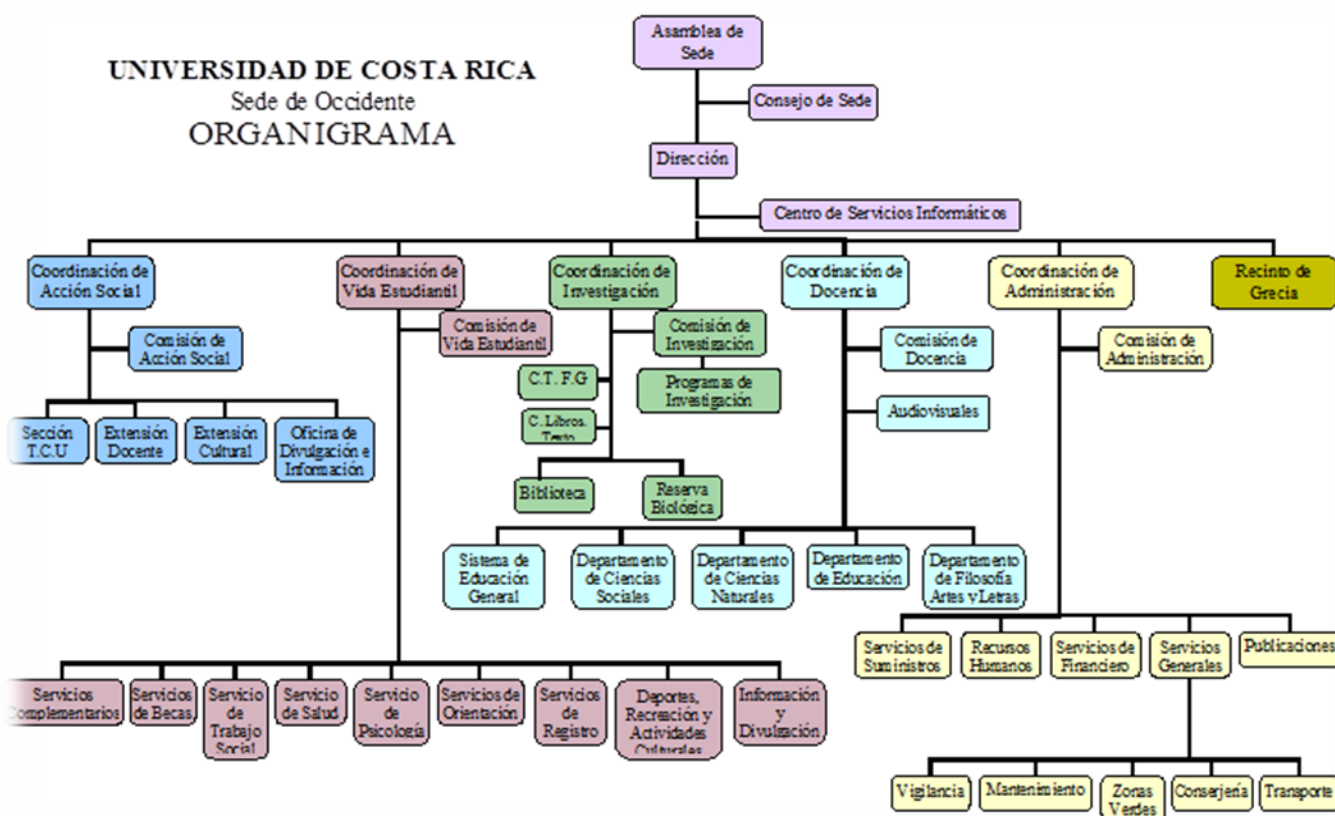 UNIVERSIDAD DE COSTA RICA
Sede de Occidente
ORGANIGRAMA
Asamblea de
Sede
Consejo de Sede
Dirección
Centro de Servicios Informáticos
Coordinación de
Acción Social
Coordinación de
Vida Estudiantil
Coordinación de
Investigación
Coordinación de
Docencia
Coordinación de
Administración
Recinto de
Grecia
Comisión de
Acción Social
Comisión de
Vida Estudiantil
Comisión de
Investigación
Comisión de
Docencia
Comisión de
Administración
C.T. F.G
Programas de
Investigación
Audiovisuales
C. Libros.
Texto
Sección
T.C.U
Extensión
Docente
Extensión
Cultural
Oficina de
Divulgación e
Información
Biblioteca
Reserva
Biológica
Sistema de
Educación
General
Departamento
de Ciencias
Sociales
Departamento
de Ciencias
Naturales
Departamento
de Educación
Departamento
de Filosofía
Artes y Letras
Servicios de
Suministros
Recursos
Humanos
Servicios de
Financiero
Servicios
Generales
Publicaciones
Servicios
Complementarios
Servicios
de Becas
Servicio
de
Trabajo
Social
Servicio
de Salud
Servicio
de
Psicología
Servicios de
Orientación
Servicios
de
Registro
Deportes,
Recreación y
Actividades
Culturales
Información
y
Divulgación
Vigilancia
Mantenimiento
Zonas
Verdes
Conserjería
Transporte